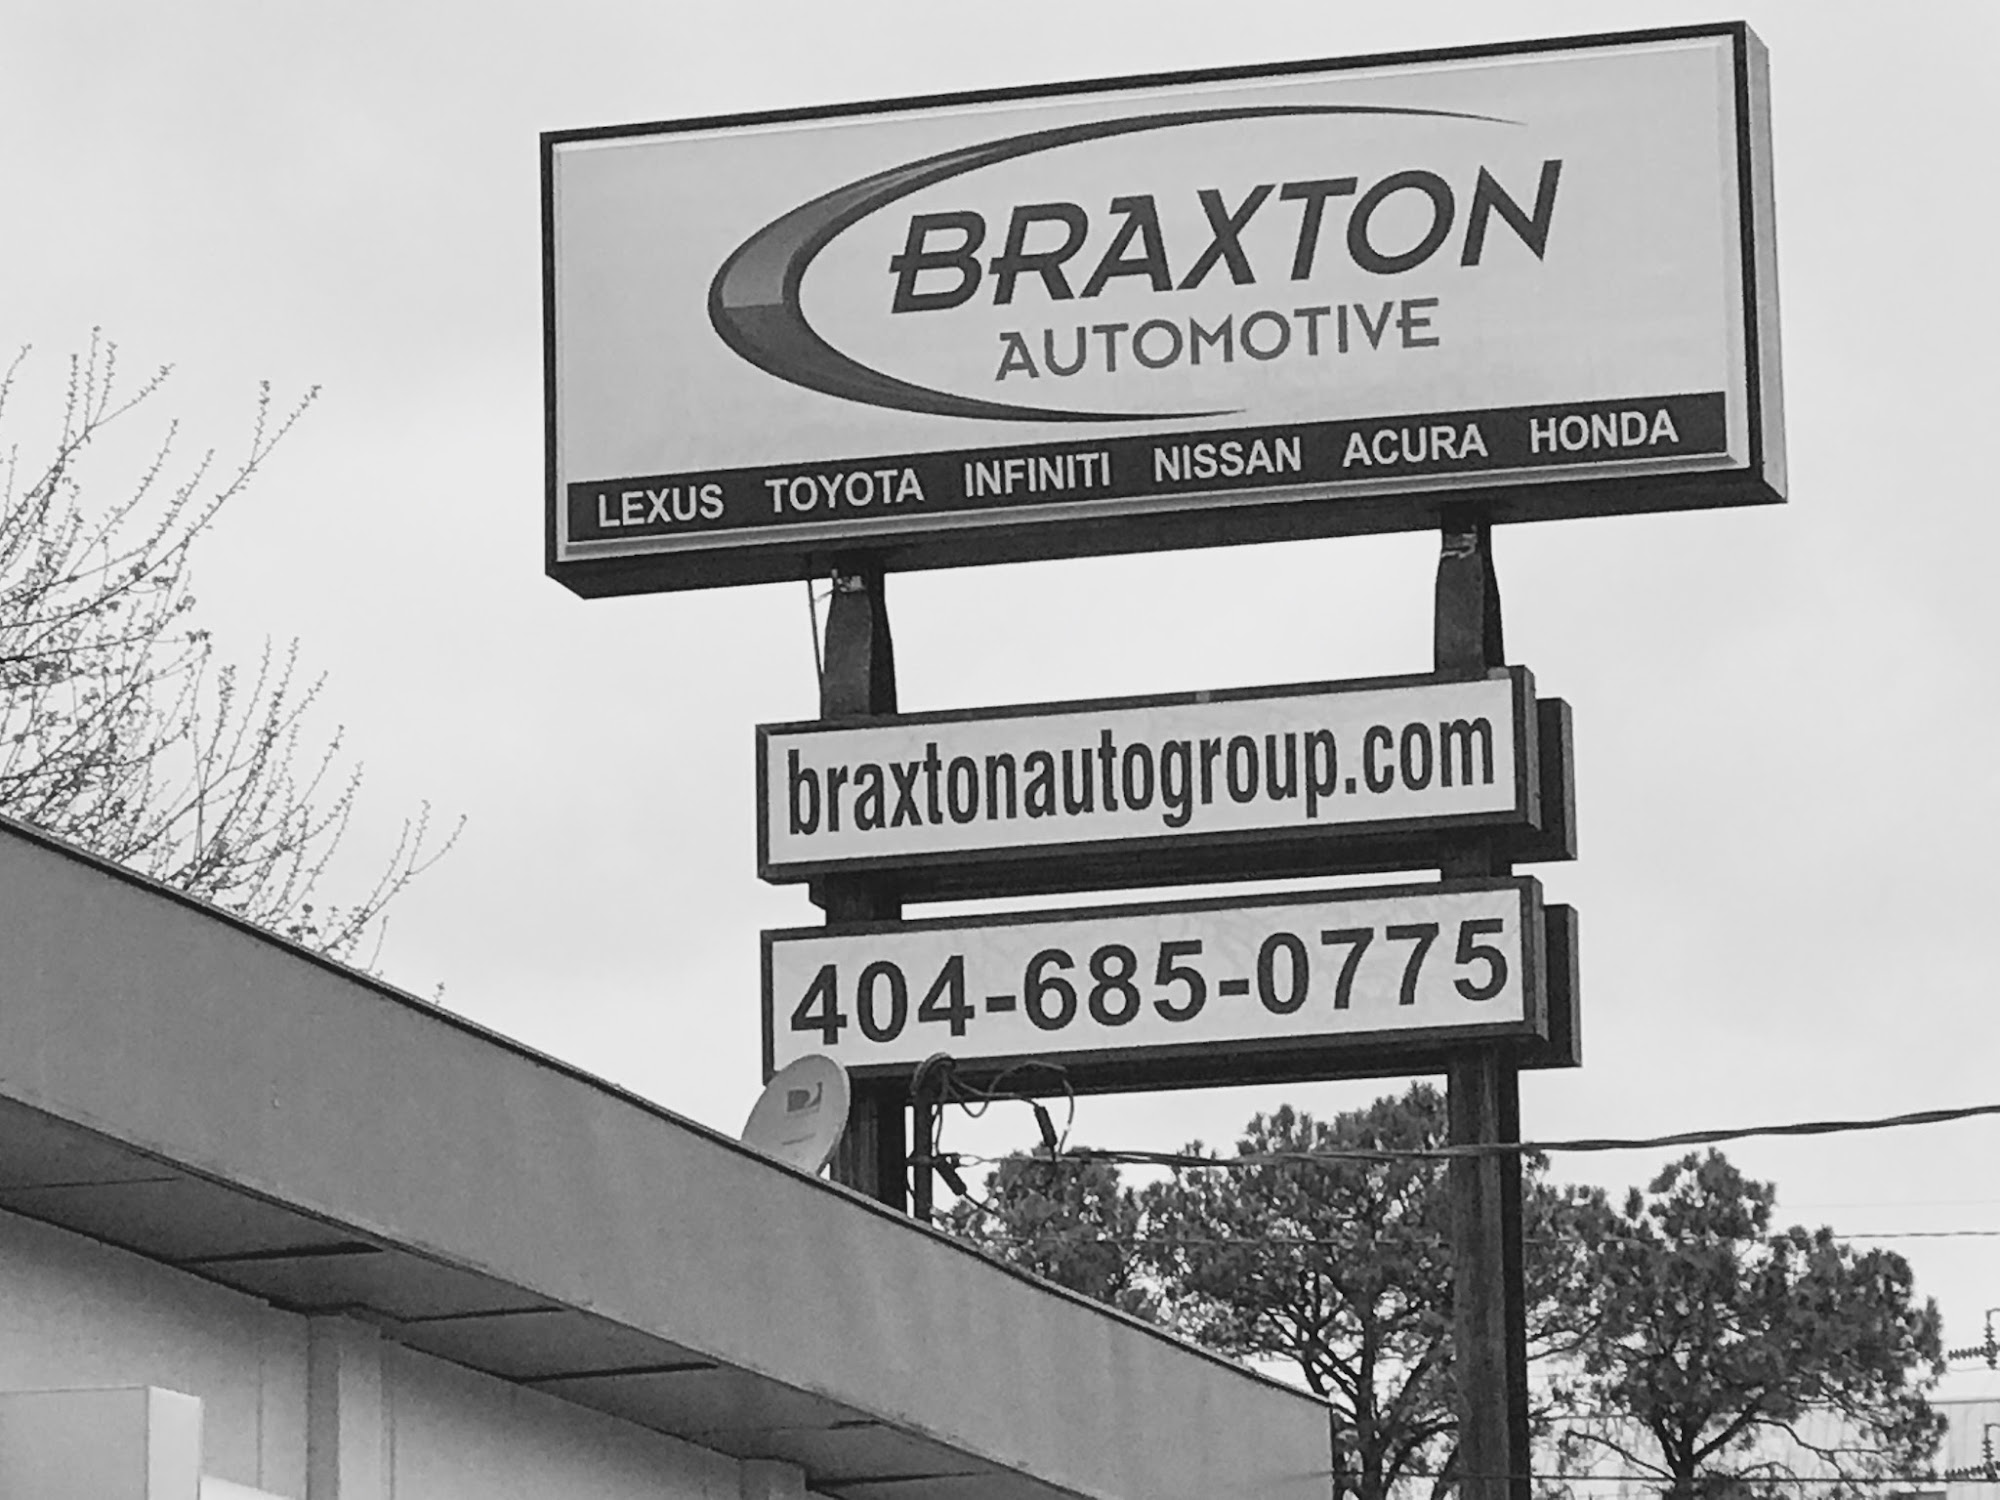 BRAXTON
AUTOMOTIVE
LEXUS TOYOTA INFINITI NISSAN ACURA HONDA
braxtonautogroup.com
404-685-0775